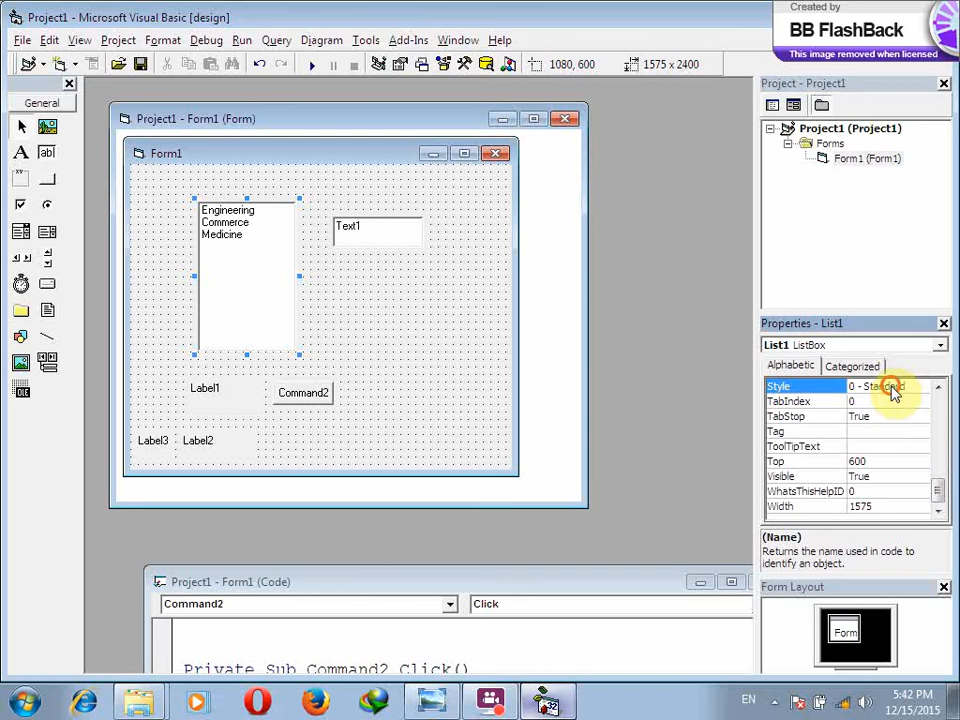 Project1 - Microsoft Visual Basic [design]
Created by
BB FlashBack
This image removed when licensed
File Edit View Project Format Debug Run Query Diagram Tools Add-Ins Window Help
1080, 600
1575 x 2400
General
Project1 - Form1 (Form)
Form1
Engineering
Commerce
Medicine
Text1
Label1
Command2
Label3
Label2
Project - Project1
Project1 (Project1)
Forms
Form1 (Form1)
Properties - List1
List1 ListBox
Alphabetic Categorized
Style 0 - Standard
TabIndex 0
TabStop True
Tag
ToolTipText
Top 600
Visible True
WhatsThisHelpID 0
Width 1575
(Name)
Returns the name used in code to
identify an object.
Form Layout
Form
Project1 - Form1 (Code)
Command2
Click
Private Sub Command2_Click()
EN
5:42 PM
12/15/2015